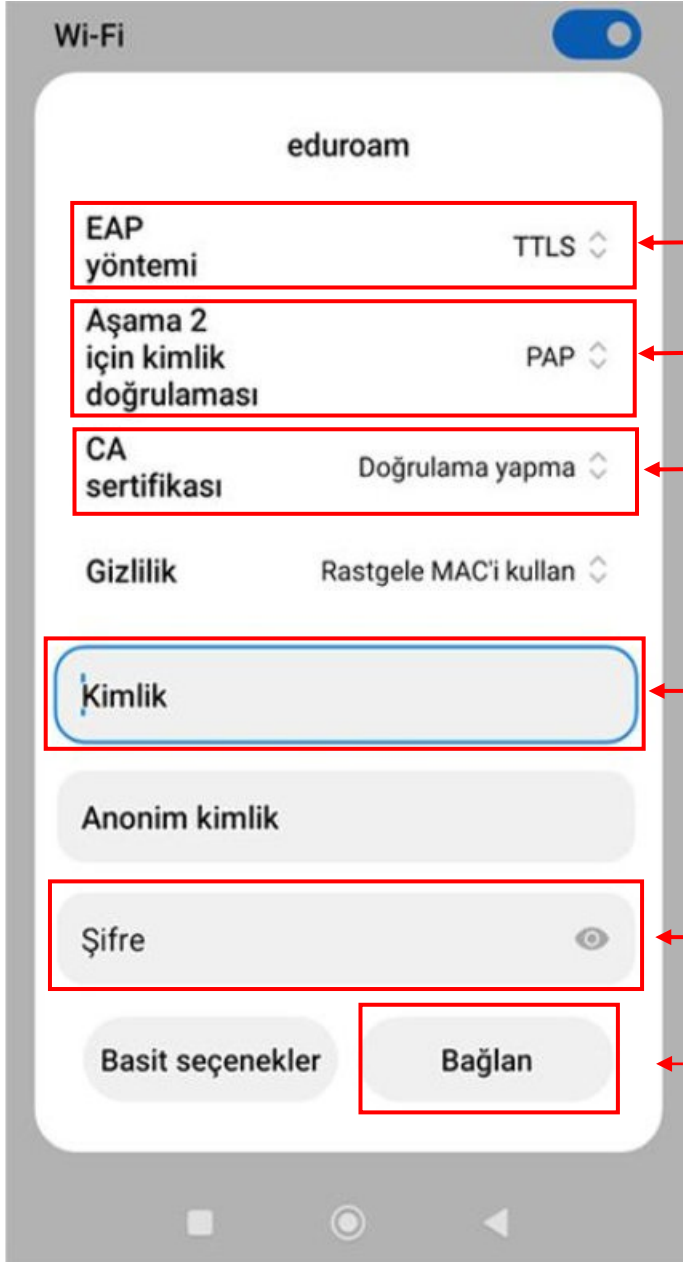 Wi-Fi
eduroam
EAP
yöntemi
TTLS
Aşama 2
için kimlik
doğrulaması
PAP
CA
sertifikası
Doğrulama yapma
Gizlilik
Rastgele MAC'i kullan
Kimlik
Anonim kimlik
Şifre
Basit seçenekler
Bağlan